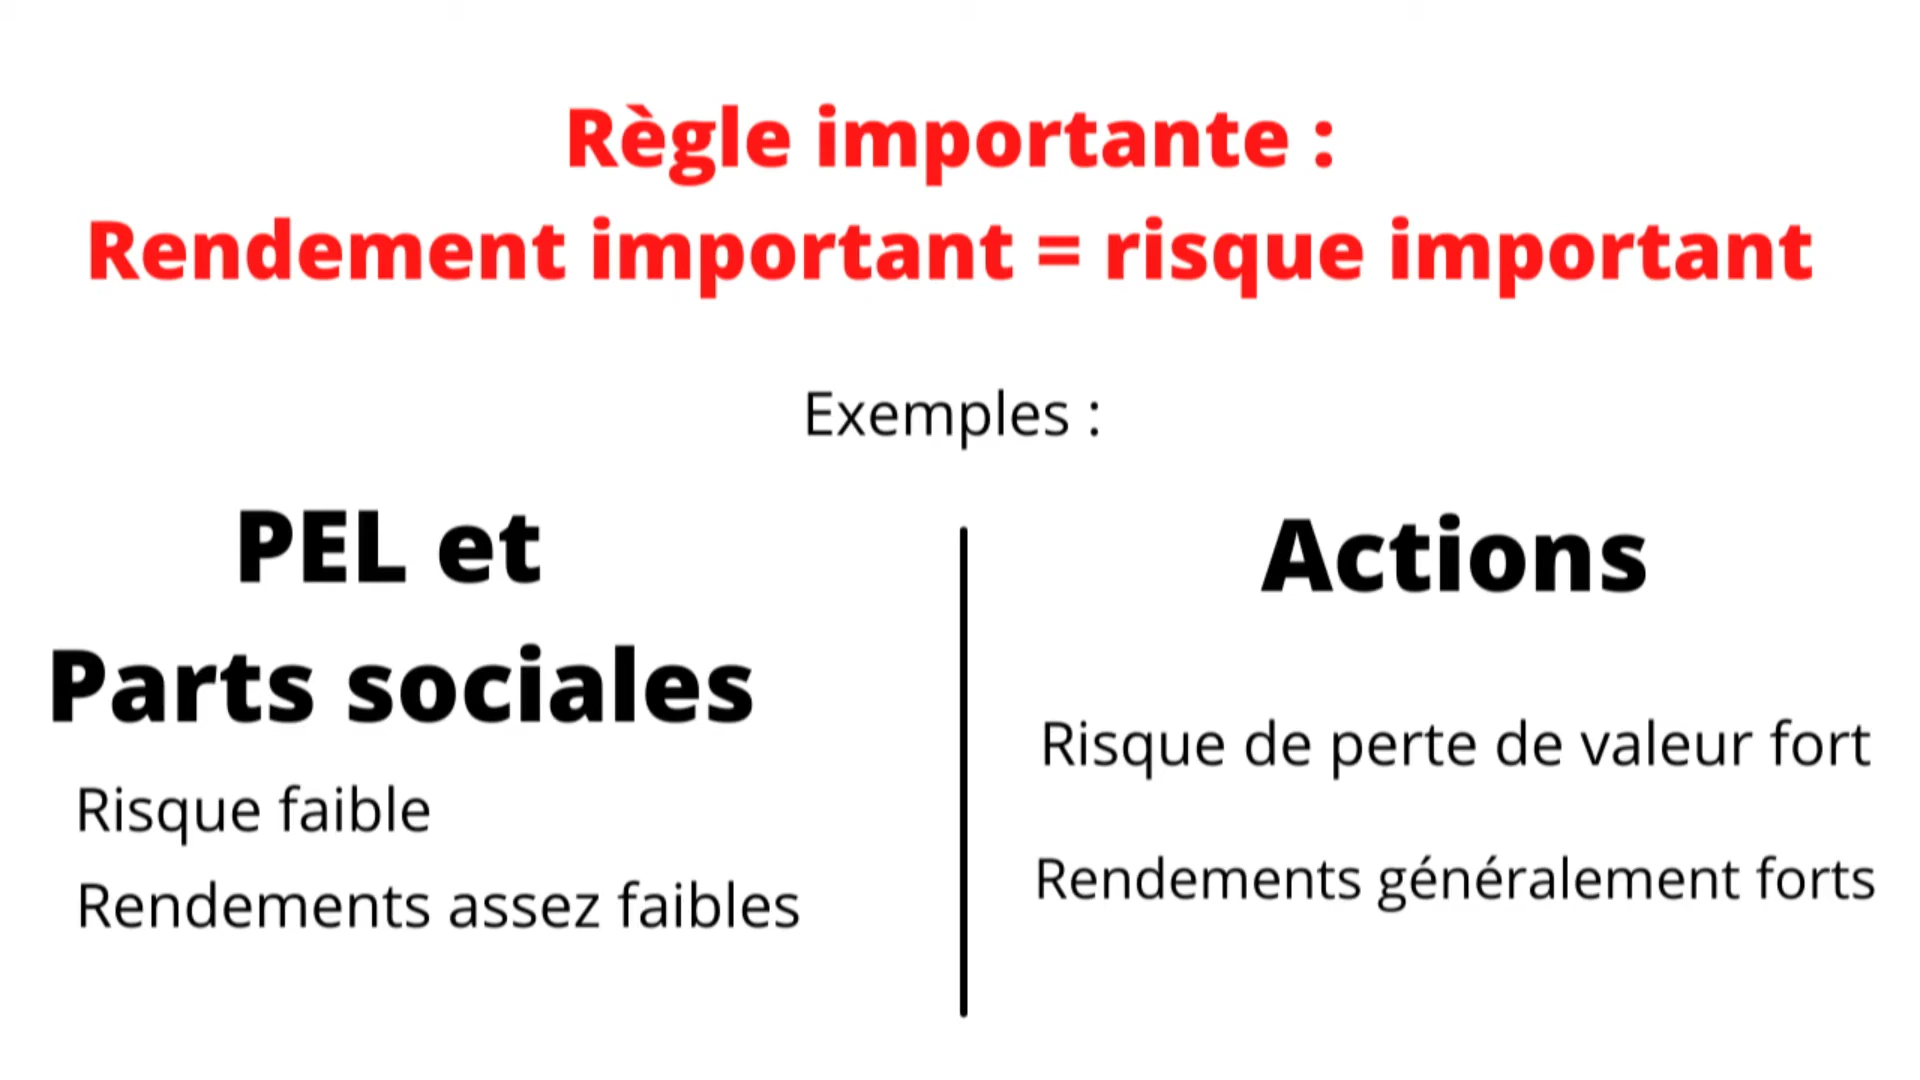 Règle importante :
Rendement important = risque important
Exemples :
PEL et
Parts sociales
Risque faible
Rendements assez faibles
Actions
Risque de perte de valeur fort
Rendements généralement forts